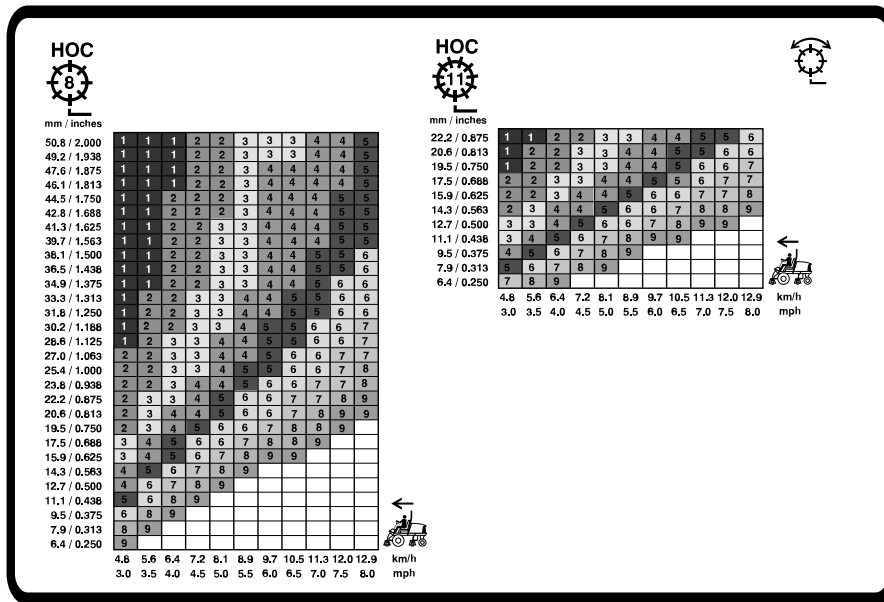 HOC
8
mm / inches
50.8 / 2.000 1 1 1 2 2 3 3 3 4 4 5
49.2 / 1.938 1 1 1 2 2 3 3 3 4 4 5
47.6 / 1.875 1 1 1 2 2 3 4 4 4 4 5
46.1 / 1.813 1 1 1 2 2 3 4 4 4 4 5
44.5 / 1.750 1 1 2 2 2 3 4 4 4 5 5
42.8 / 1.688 1 1 2 2 2 3 4 4 4 5 5
41.3 / 1.625 1 1 2 2 3 3 4 4 4 5 5
39.7 / 1.563 1 1 2 2 3 3 4 4 4 5 5
38.1 / 1.500 1 1 2 2 3 3 4 4 5 5 6
36.5 / 1.438 1 1 2 2 3 3 4 4 5 5 6
34.9 / 1.375 1 1 2 2 3 3 4 4 5 6 6
33.3 / 1.313 1 2 2 3 3 4 4 5 5 6 6
31.8 / 1.250 1 2 2 3 3 4 4 5 5 6 6
30.2 / 1.188 1 2 2 3 3 4 5 5 6 6 7
28.6 / 1.125 1 2 3 3 4 4 5 5 6 6 7
27.0 / 1.063 2 2 3 3 4 4 5 6 6 7 7
25.4 / 1.000 2 2 3 3 4 5 5 6 6 7 8
23.8 / 0.938 2 2 3 4 4 5 6 6 7 7 8
22.2 / 0.875 2 3 3 4 5 6 6 7 7 8 9
20.6 / 0.813 2 3 4 4 5 6 6 7 8 9 9
19.5 / 0.750 2 3 4 5 6 6 7 7 8 9
17.5 / 0.688 3 4 5 6 6 7 8 8 9
15.9 / 0.625 3 4 5 6 7 8 9 9
14.3 / 0.563 4 5 6 7 8 9
12.7 / 0.500 4 6 7 8 9
11.1 / 0.438 5 6 8 9
9.5 / 0.375 6 8 9
7.9 / 0.313 8 9
6.4 / 0.250 9
4.8 5.6 6.4 7.2 8.1 8.9 9.7 10.5 11.3 12.0 12.9 km/h
3.0 3.5 4.0 4.5 5.0 5.5 6.0 6.5 7.0 7.5 8.0 mph
HOC
11
mm / inches
22.2 / 0.875 1 1 2 2 3 3 4 4 5 5 6
20.6 / 0.813 1 2 2 3 3 4 4 5 5 6 6
19.5 / 0.750 1 2 2 3 3 4 4 5 6 6 7
17.5 / 0.688 2 2 3 3 4 4 5 5 6 7 7
15.9 / 0.625 2 2 3 4 4 5 6 6 7 7 8
14.3 / 0.563 2 3 4 4 5 6 6 7 8 8 9
12.7 / 0.500 3 3 4 5 6 6 7 8 9 9
11.1 / 0.438 3 4 5 6 7 8 9 9
9.5 / 0.375 4 5 6 7 8 9
7.9 / 0.313 5 6 7 8 9
6.4 / 0.250 7 8 9
4.8 5.6 6.4 7.2 8.1 8.9 9.7 10.5 11.3 12.0 12.9 km/h
3.0 3.5 4.0 4.5 5.0 5.5 6.0 6.5 7.0 7.5 8.0 mph